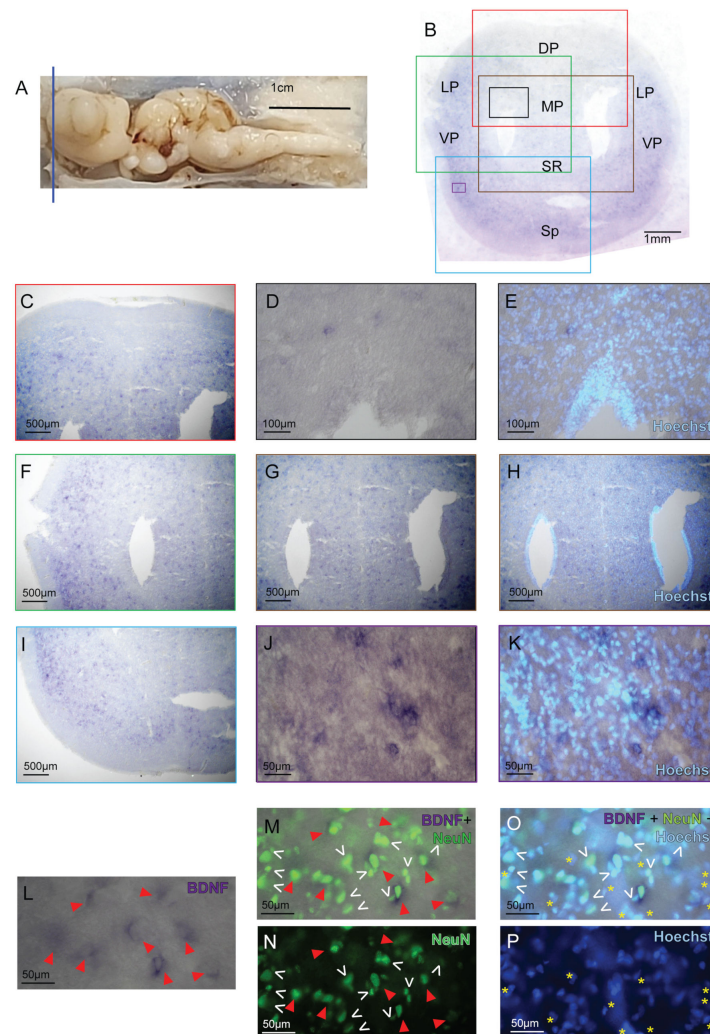 A
1cm
B
DP
LP
LP
MP
VP
VP
SR
Sp
1mm
C
500µm
D
100µm
E
100µm
Hoechst
F
500µm
G
500µm
H
500µm
Hoechst
I
500µm
J
50µm
K
50µm
Hoechst
L
BDNF
50µm
M
BDNF+
NeuN
50µm
N
NeuN
50µm
O
BDNF + NeuN +
Hoechst
50µm
P
Hoechst
50µm